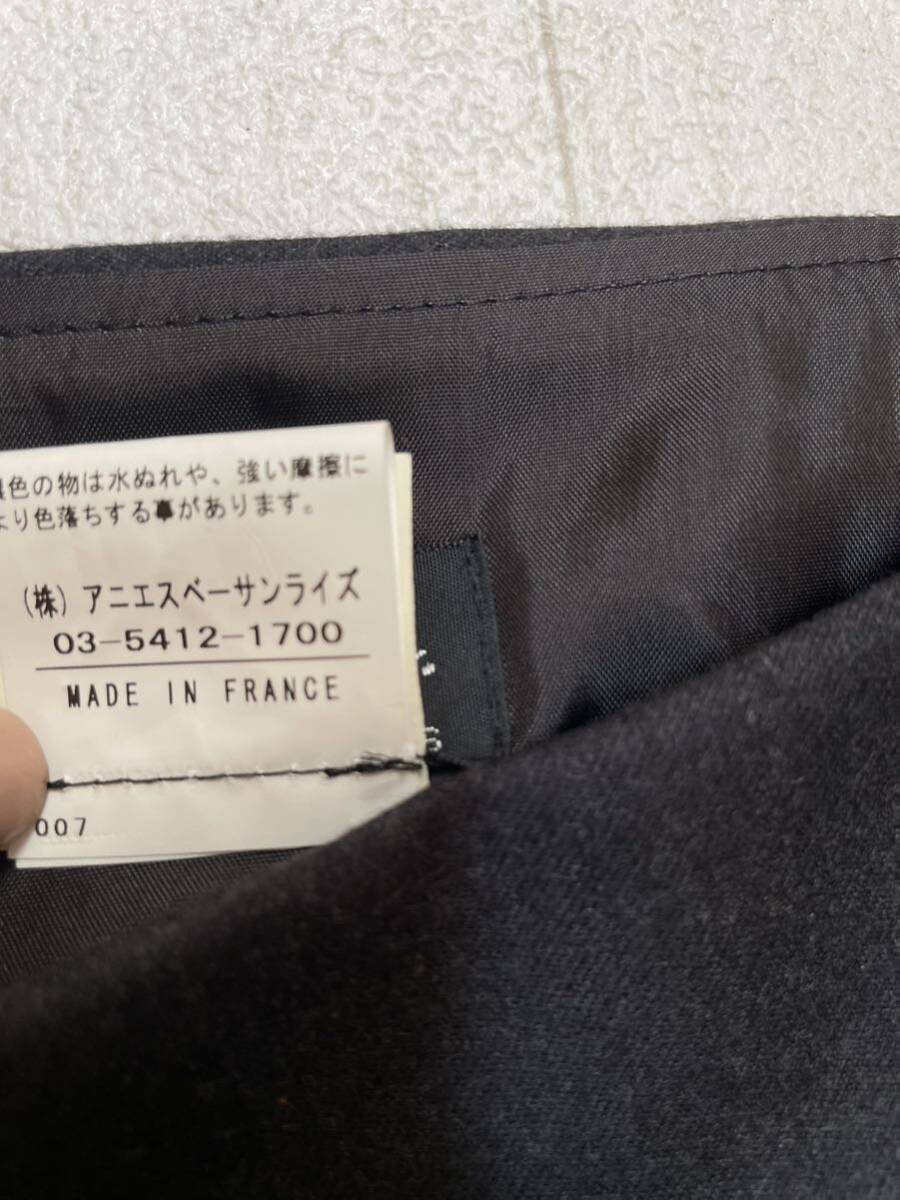 色の物は水ぬれや、強い摩擦に
より色落ちする事があります。
(株) アニエスベーサンライズ
03-5412-1700
MADE IN FRANCE
007